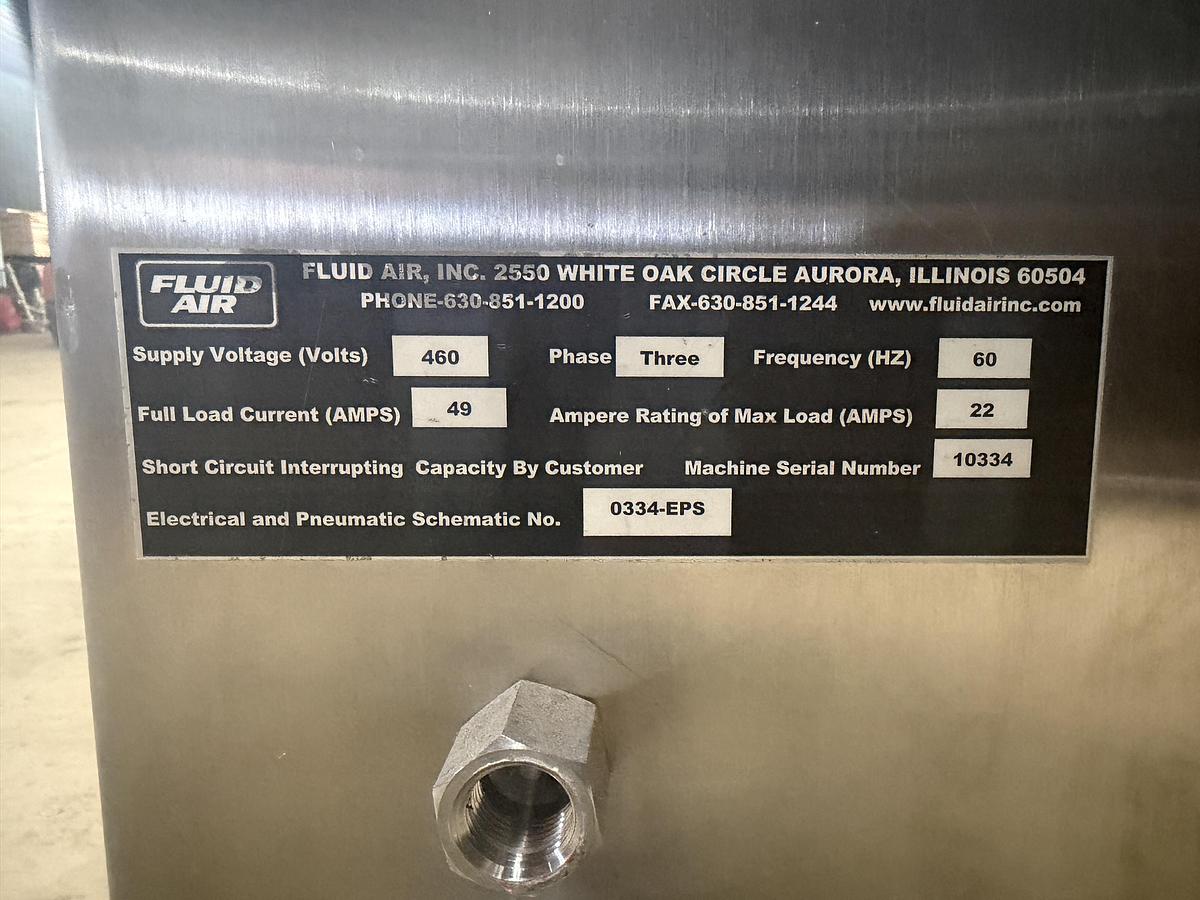 FLUID AIR
FLUID AIR, INC. 2550 WHITE OAK CIRCLE AURORA, ILLINOIS 60504
PHONE-630-851-1200 FAX-630-851-1244 www.fluidairinc.com
Supply Voltage (Volts) 460 Phase Three Frequency (HZ) 60
Full Load Current (AMPS) 49 Ampere Rating of Max Load (AMPS) 22
Short Circuit Interrupting Capacity By Customer Machine Serial Number 10334
Electrical and Pneumatic Schematic No. 0334-EPS